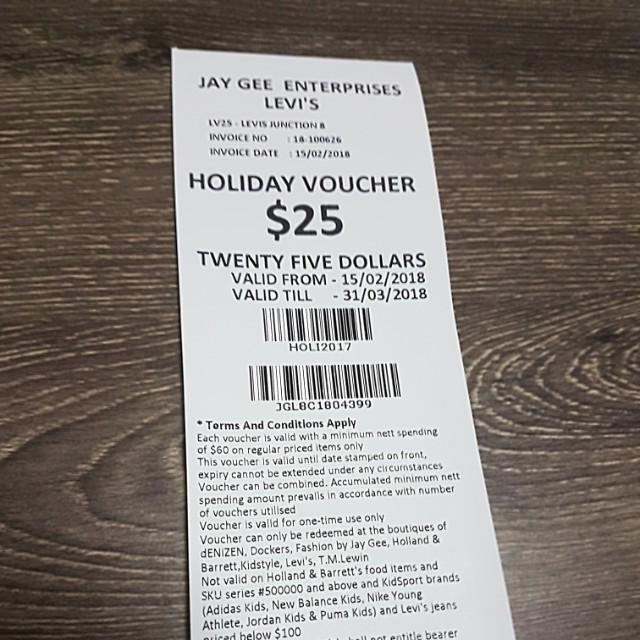 JAY GEE ENTERPRISES
LEVI'S
LV25 - LEVIS JUNCTION 8
INVOICE NO : 18-100626
INVOICE DATE : 15/02/2018
HOLIDAY VOUCHER
$25
TWENTY FIVE DOLLARS
VALID FROM - 15/02/2018
VALID TILL - 31/03/2018
HOLI2017
JGL8C1804399
* Terms And Conditions Apply
Each voucher is valid with a minimum nett spending
of $60 on regular priced items only
This voucher is valid until date stamped on front,
expiry cannot be extended under any circumstances
Voucher can be combined. Accumulated minimum nett
spending amount prevails in accordance with number
of vouchers utilised
Voucher is valid for one-time use only
Voucher can only be redeemed at the boutiques of
dENiZEN, Dockers, Fashion by Jay Gee, Holland &
Barrett,Kidstyle, Levi's, T.M.Lewin
Not valid on Holland & Barrett's food items and
SKU series #500000 and above and KidSport brands
(Adidas Kids, New Balance Kids, Nike Young
Athlete, Jordan Kids & Puma Kids) and Levi's jeans
priced below $100
not entitle bearer